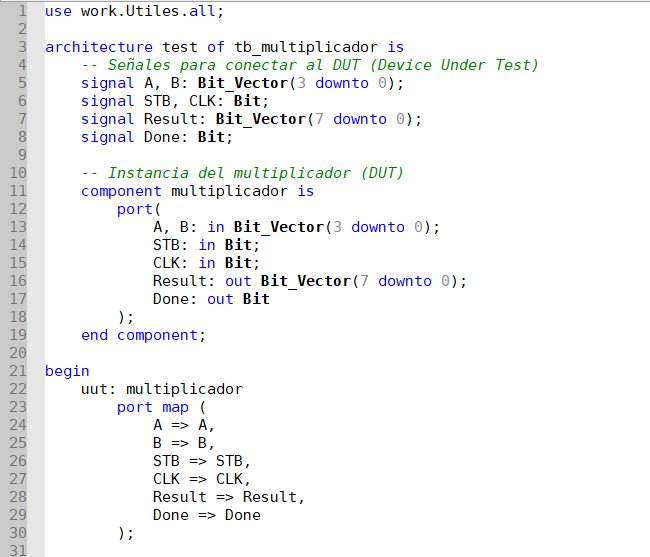 1 use work.Utiles.all;
2
3 architecture test of tb_multiplicador is
4     -- Señales para conectar al DUT (Device Under Test)
5     signal A, B: Bit_Vector(3 downto 0);
6     signal STB, CLK: Bit;
7     signal Result: Bit_Vector(7 downto 0);
8     signal Done: Bit;
9
10     -- Instancia del multiplicador (DUT)
11     component multiplicador is
12         port(
13             A, B: in Bit_Vector(3 downto 0);
14             STB: in Bit;
15             CLK: in Bit;
16             Result: out Bit_Vector(7 downto 0);
17             Done: out Bit
18         );
19     end component;
20
21 begin
22     uut: multiplicador
23         port map (
24             A => A,
25             B => B,
26             STB => STB,
27             CLK => CLK,
28             Result => Result,
29             Done => Done
30         );
31